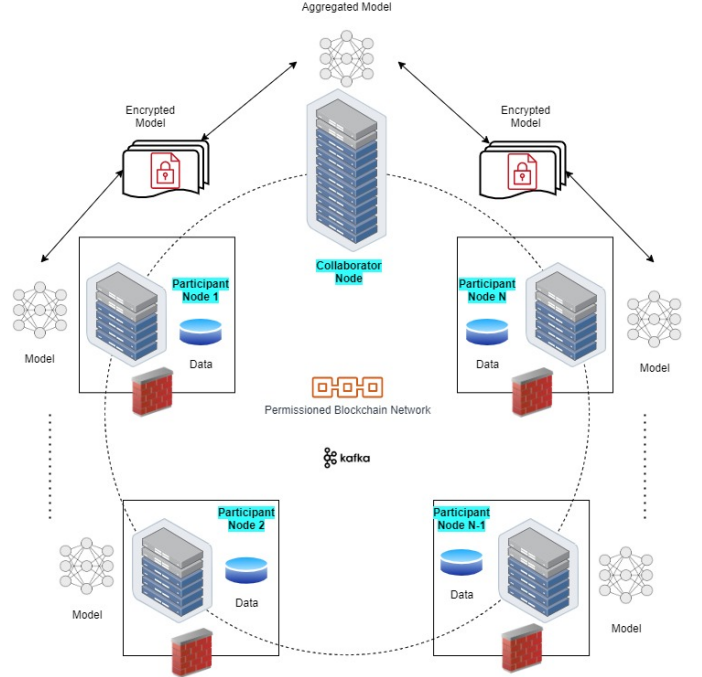 Aggregated Model
Encrypted
Model
Encrypted
Model
Collaborator
Node
Participant
Node 1
Data
Model
Participant
Node N
Data
Model
Permissioned Blockchain Network
kafka
Participant
Node 2
Data
Model
Participant
Node N-1
Data
Model